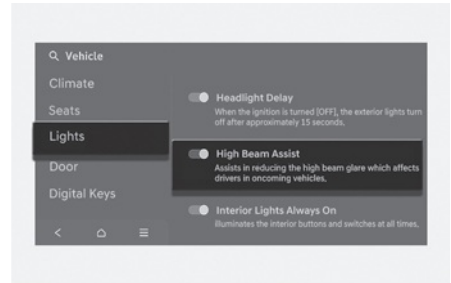 Vehicle
Climate
Seats
Lights
Door
Digital Keys
Headlight Delay
When the ignition is turned [OFF], the exterior lights turn
off after approximately 15 seconds.
High Beam Assist
Assists in reducing the high beam glare which affects
drivers in oncoming vehicles.
Interior Lights Always On
Illuminates the interior buttons and switches at all times,